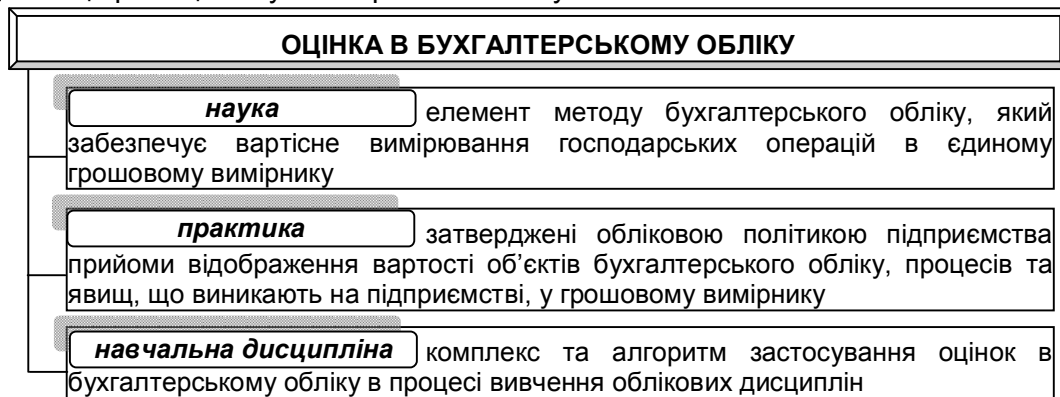 ОЦІНКА В БУХГАЛТЕРСЬКОМУ ОБЛІКУ
наука елемент методу бухгалтерського обліку, який
забезпечує вартісне вимірювання господарських операцій в єдиному
грошовому вимірнику
практика затверджені обліковою політикою підприємства
прийоми відображення вартості об’єктів бухгалтерського обліку, процесів та
явищ, що виникають на підприємстві, у грошовому вимірнику
навчальна дисципліна комплекс та алгоритм застосування оцінок в
бухгалтерському обліку в процесі вивчення облікових дисциплін